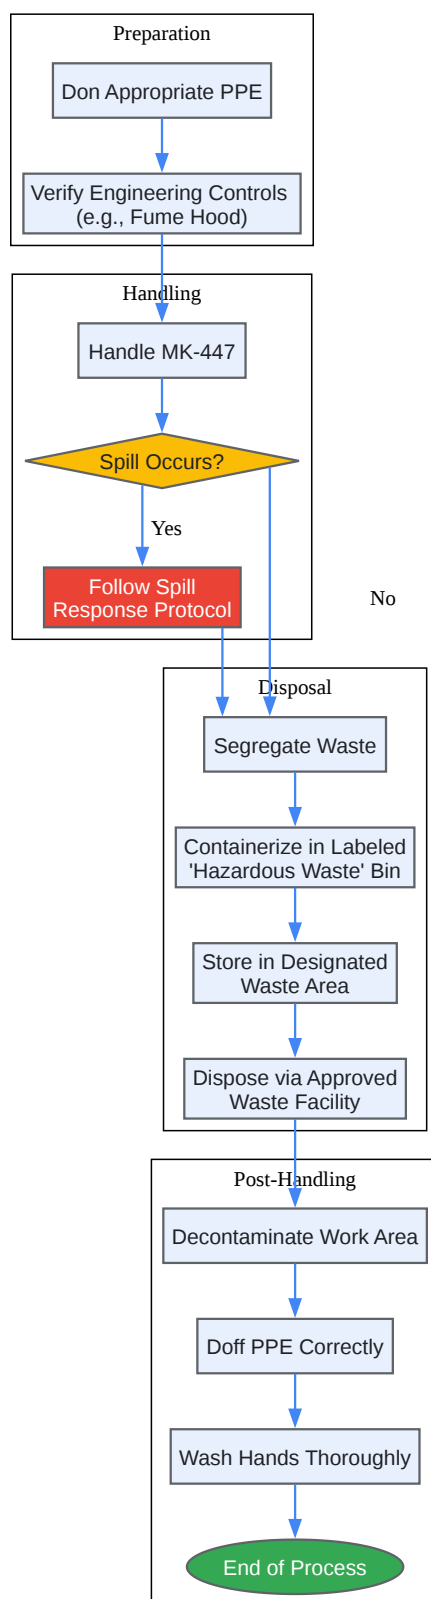 Preparation
Don Appropriate PPE
Verify Engineering Controls
(e.g., Fume Hood)
Handling
Handle MK-447
Spill Occurs?
Yes
Follow Spill
Response Protocol
No
Disposal
Segregate Waste
Containerize in Labeled
'Hazardous Waste' Bin
Store in Designated
Waste Area
Dispose via Approved
Waste Facility
Post-Handling
Decontaminate Work Area
Doff PPE Correctly
Wash Hands Thoroughly
End of Process